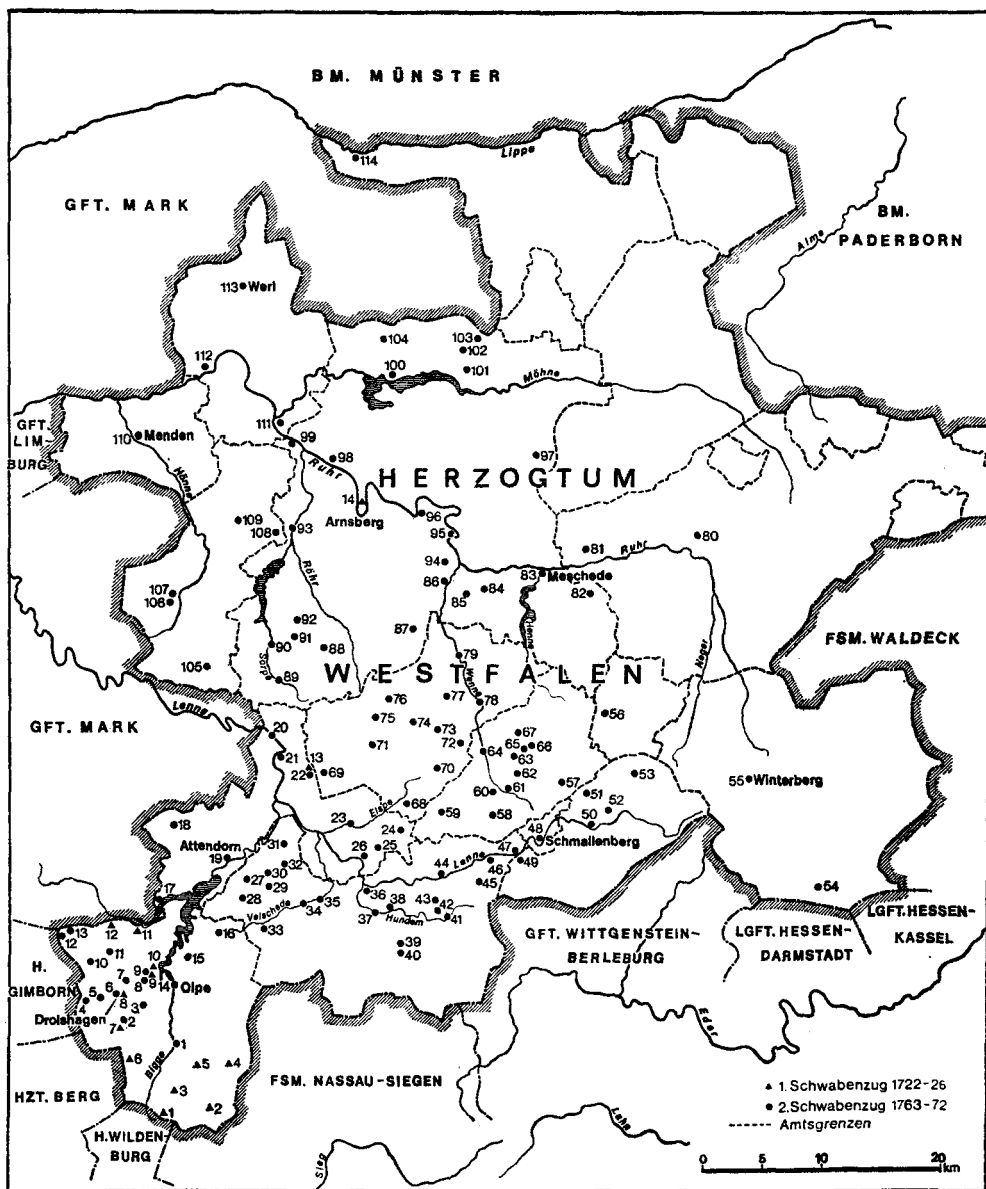 BM. MÜNSTER
114
Lippe
GFT. MARK
BM.
PADERBORN
Alme
113 Werl
104
103
102
112
100
101
Möhne
GFT.
LIM-
BURG
110
Menden
111
99
98
Ruhr
97
HERZOGTUM
Hönne
14
Arnsberg
96
109
108
93
95
80
81
Ruhr
94
Röhr
86
83
Meschede
107
106
85
84
82
Henne
92
87
91
FSM. WALDECK
90
88
79
Neger
105
Sorpe
89
WESTFALEN
Wenne
76
77
78
GFT. MARK
Lenne
75
74
56
20
73
67
71
72
65
66
64
63
21
13
22
69
70
62
57
53
55
Winterberg
61
51
60
68
Elspe
59
58
52
18
23
50
24
48
Schmallenberg
Attendorn
31
25
47
19
26
44
Lenne
46
49
32
30
27
29
45
54
17
28
Veischede
35
36
38
43
42
34
37
Hundem
41
12
11
13
12
16
33
GFT. WITTGENSTEIN-
BERLEBURG
LGFT. HESSEN-
DARMSTADT
LGFT. HESSEN-
KASSEL
39
40
H.
GIMBORN
10
11
10
15
9
7
9
8
14
Olpe
5
6
4
8
3
Drolshagen
2
7
Eder
1
6
5
4
Bigge
3
FSM. NASSAU-SIEGEN
HZT. BERG
1
2
H. WILDEN-
BURG
Sieg
Lahn
1. Schwabenzug 1722-26
2. Schwabenzug 1763-72
Amtsgrenzen
0 5 10 20
km